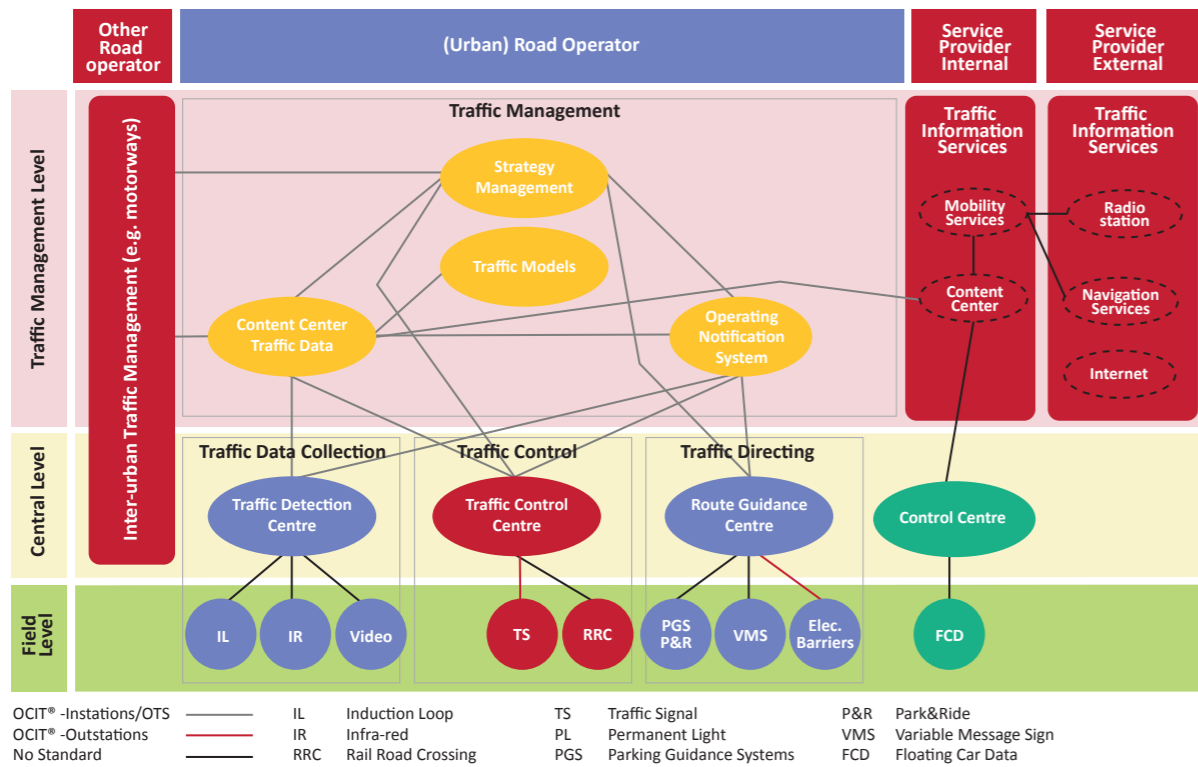 Other
Road
operator
(Urban) Road Operator
Service
Provider
Internal
Service
Provider
External
Traffic Management Level
Inter-urban Traffic Management (e.g. motorways)
Traffic Management
Strategy
Management
Traffic Models
Content Center
Traffic Data
Operating
Notification
System
Traffic
Information
Services
Mobility
Services
Content
Center
Traffic
Information
Services
Radio
station
Navigation
Services
Internet
Central Level
Traffic Data Collection
Traffic Detection
Centre
Traffic Control
Traffic Control
Centre
Traffic Directing
Route Guidance
Centre
Control Centre
Field
Level
IL
IR
Video
TS
RRC
PGS
P&R
VMS
Elec.
Barriers
FCD
OCIT® -Instations/OTS
OCIT® -Outstations
No Standard
IL Induction Loop
IR Infra-red
RRC Rail Road Crossing
TS Traffic Signal
PL Permanent Light
PGS Parking Guidance Systems
P&R Park&Ride
VMS Variable Message Sign
FCD Floating Car Data